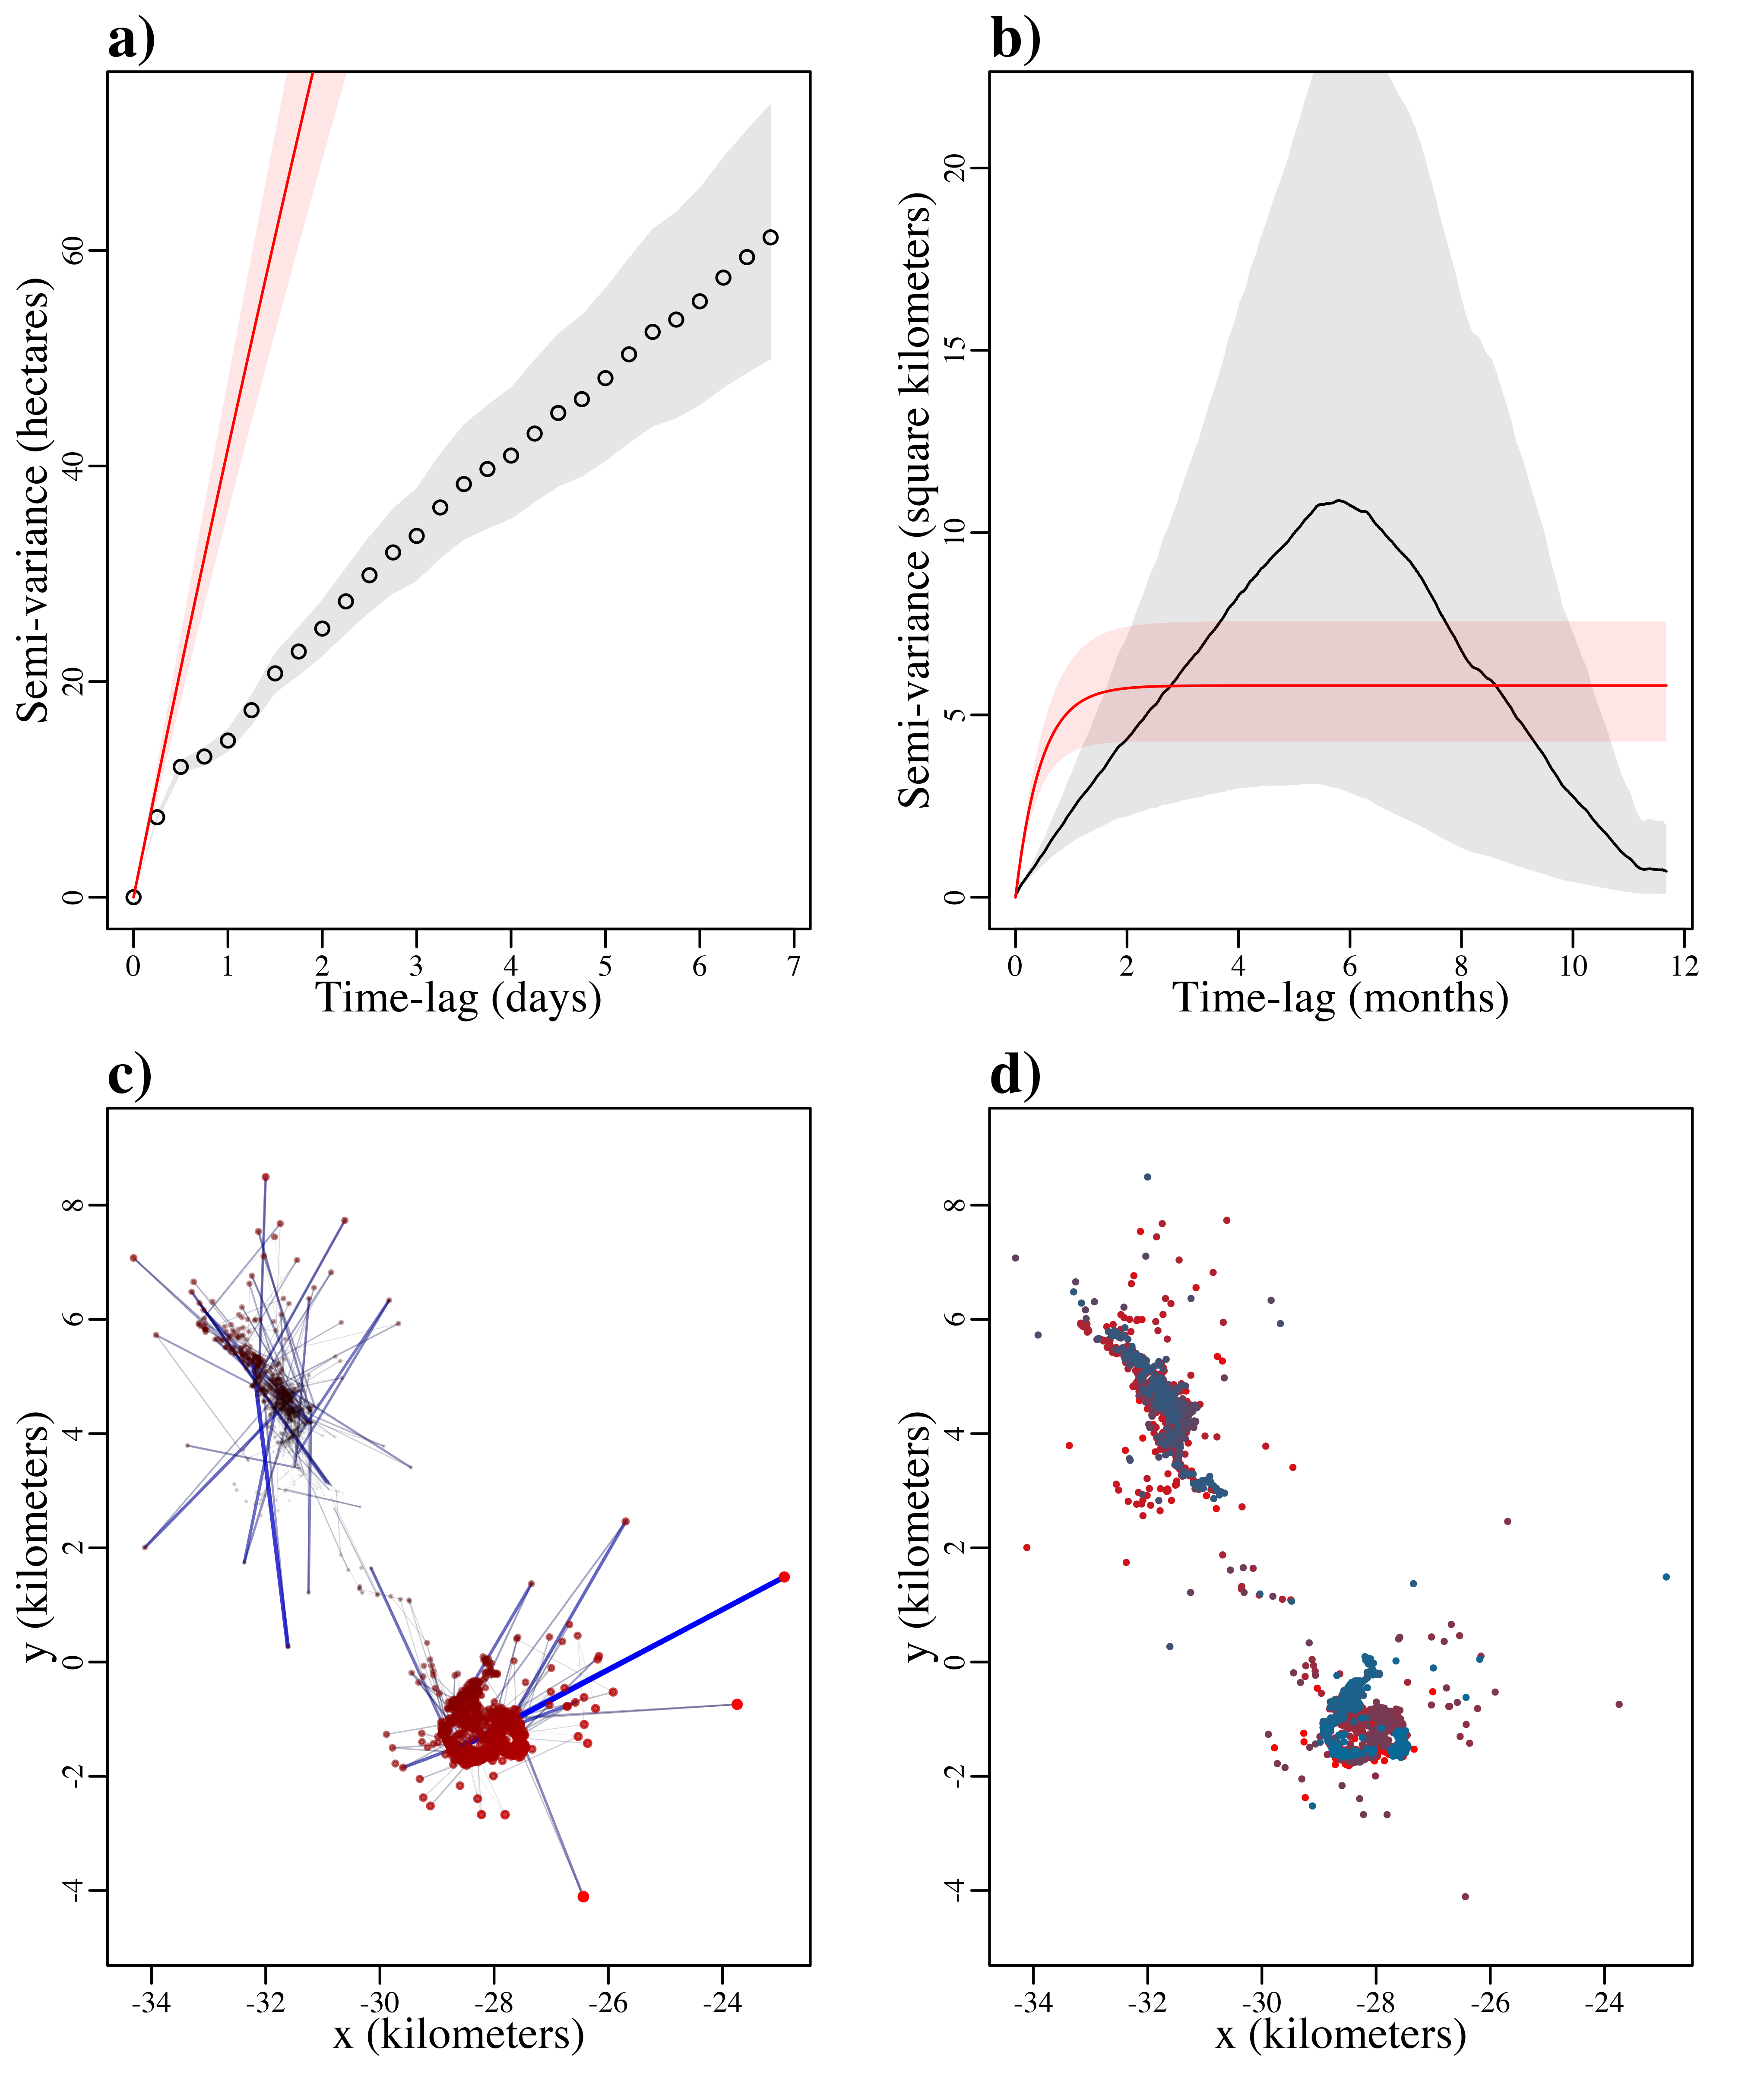 a)
Semi-variance (hectares)
0 20 40 60
0 1 2 3 4 5 6 7
Time-lag (days)
b)
Semi-variance (square kilometers)
0 5 10 15 20
0 2 4 6 8 10 12
Time-lag (months)
c)
y (kilometers)
-4 -2 0 2 4 6 8
-34 -32 -30 -28 -26 -24
x (kilometers)
d)
y (kilometers)
-4 -2 0 2 4 6 8
-34 -32 -30 -28 -26 -24
x (kilometers)